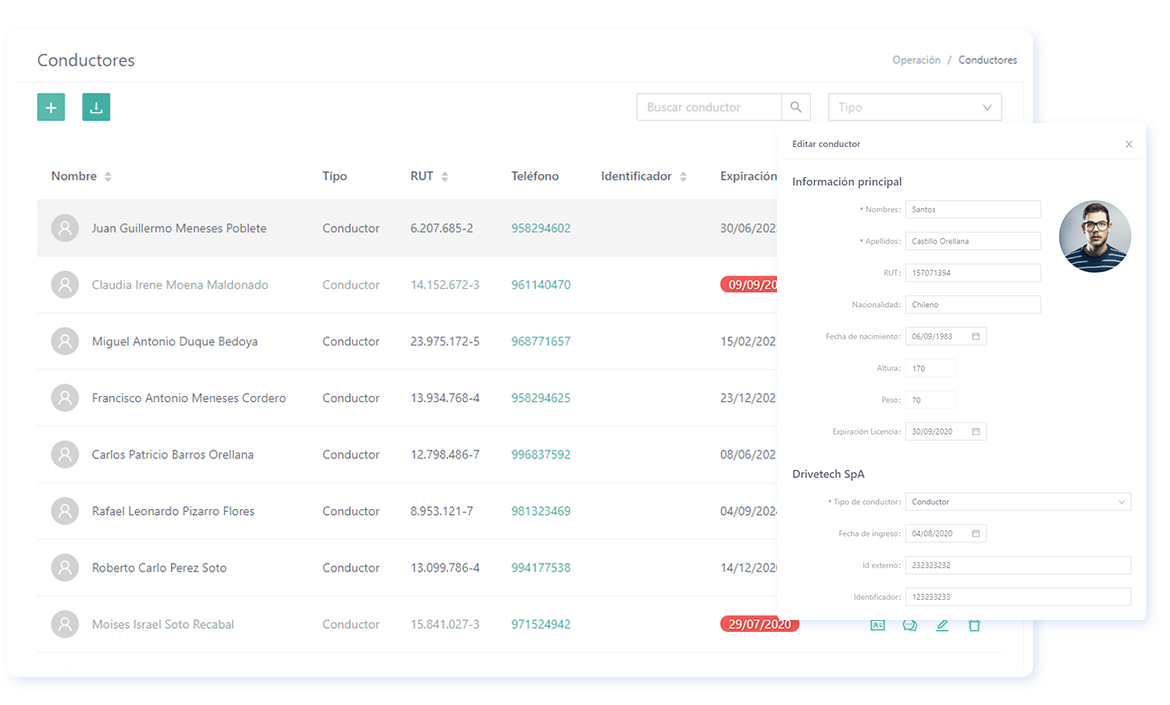 Conductores
Operación / Conductores
+
Buscar conductor
Tipo
Nombre Tipo RUT Teléfono Identificador Expiración
Juan Guillermo Meneses Poblete Conductor 6.207.685-2 958294602 30/06/202
Claudia Irene Moena Maldonado Conductor 14.152.672-3 961140470 09/09/20
Miguel Antonio Duque Bedoya Conductor 23.975.172-5 968771657 15/02/202
Francisco Antonio Meneses Cordero Conductor 13.934.768-4 958294625 23/12/202
Carlos Patricio Barros Orellana Conductor 12.798.486-7 996837592 08/06/202
Rafael Leonardo Pizarro Flores Conductor 8.953.121-7 981323469 04/09/202
Roberto Carlo Perez Soto Conductor 13.099.786-4 994177538 14/12/202
Moises Israel Soto Recabal Conductor 15.841.027-3 971524942 29/07/2020
Editar conductor
Información principal
* Nombres: Santos
* Apellidos: Castillo Orellana
RUT: 157071394
Nacionalidad: Chileno
Fecha de nacimiento: 06/09/1983
Altura: 170
Peso: 70
Expiración Licencia: 30/09/2020
Drivetech SpA
* Tipo de conductor: Conductor
Fecha de ingreso: 04/08/2020
Id externo: 232323232
Identificador: 123233233